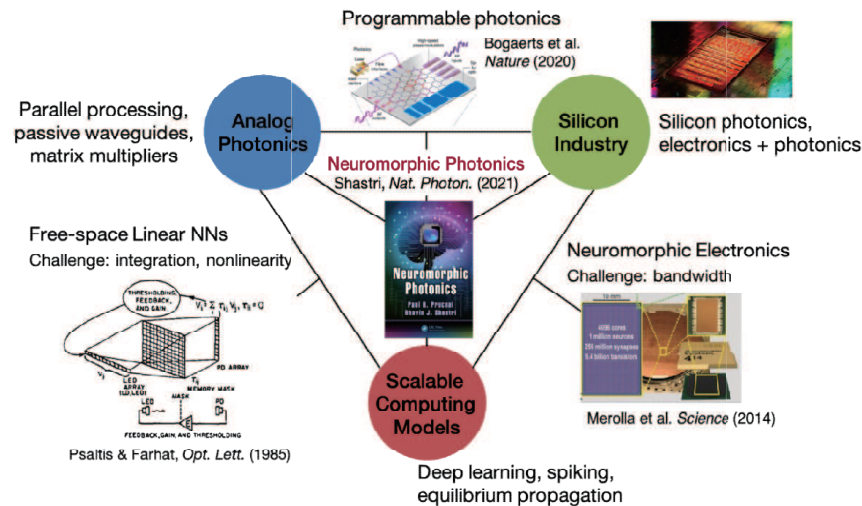 Programmable photonics
Bogaerts et al.
Nature (2020)
Analog
Photonics
Silicon
Industry
Parallel processing,
passive waveguides,
matrix multipliers
Silicon photonics,
electronics + photonics
Neuromorphic Photonics
Shastri, Nat. Photon. (2021)
Neuromorphic
Photonics
Paul R. Prucnal
Bhavin J. Shastri
Free-space Linear NNs
Challenge: integration, nonlinearity
THRESHOLDING,
FEEDBACK,
AND GAIN
PD ARRAY
LED
ARRAY
MEMORY MASK
MASK
LED
PD
FEEDBACK, GAIN, AND THRESHOLDING
Psaltis & Farhat, Opt. Lett. (1985)
Neuromorphic Electronics
Challenge: bandwidth
4096 cores
1 million sources
256 million synapses
5.4 billion transistors
Merolla et al. Science (2014)
Scalable
Computing
Models
Deep learning, spiking,
equilibrium propagation